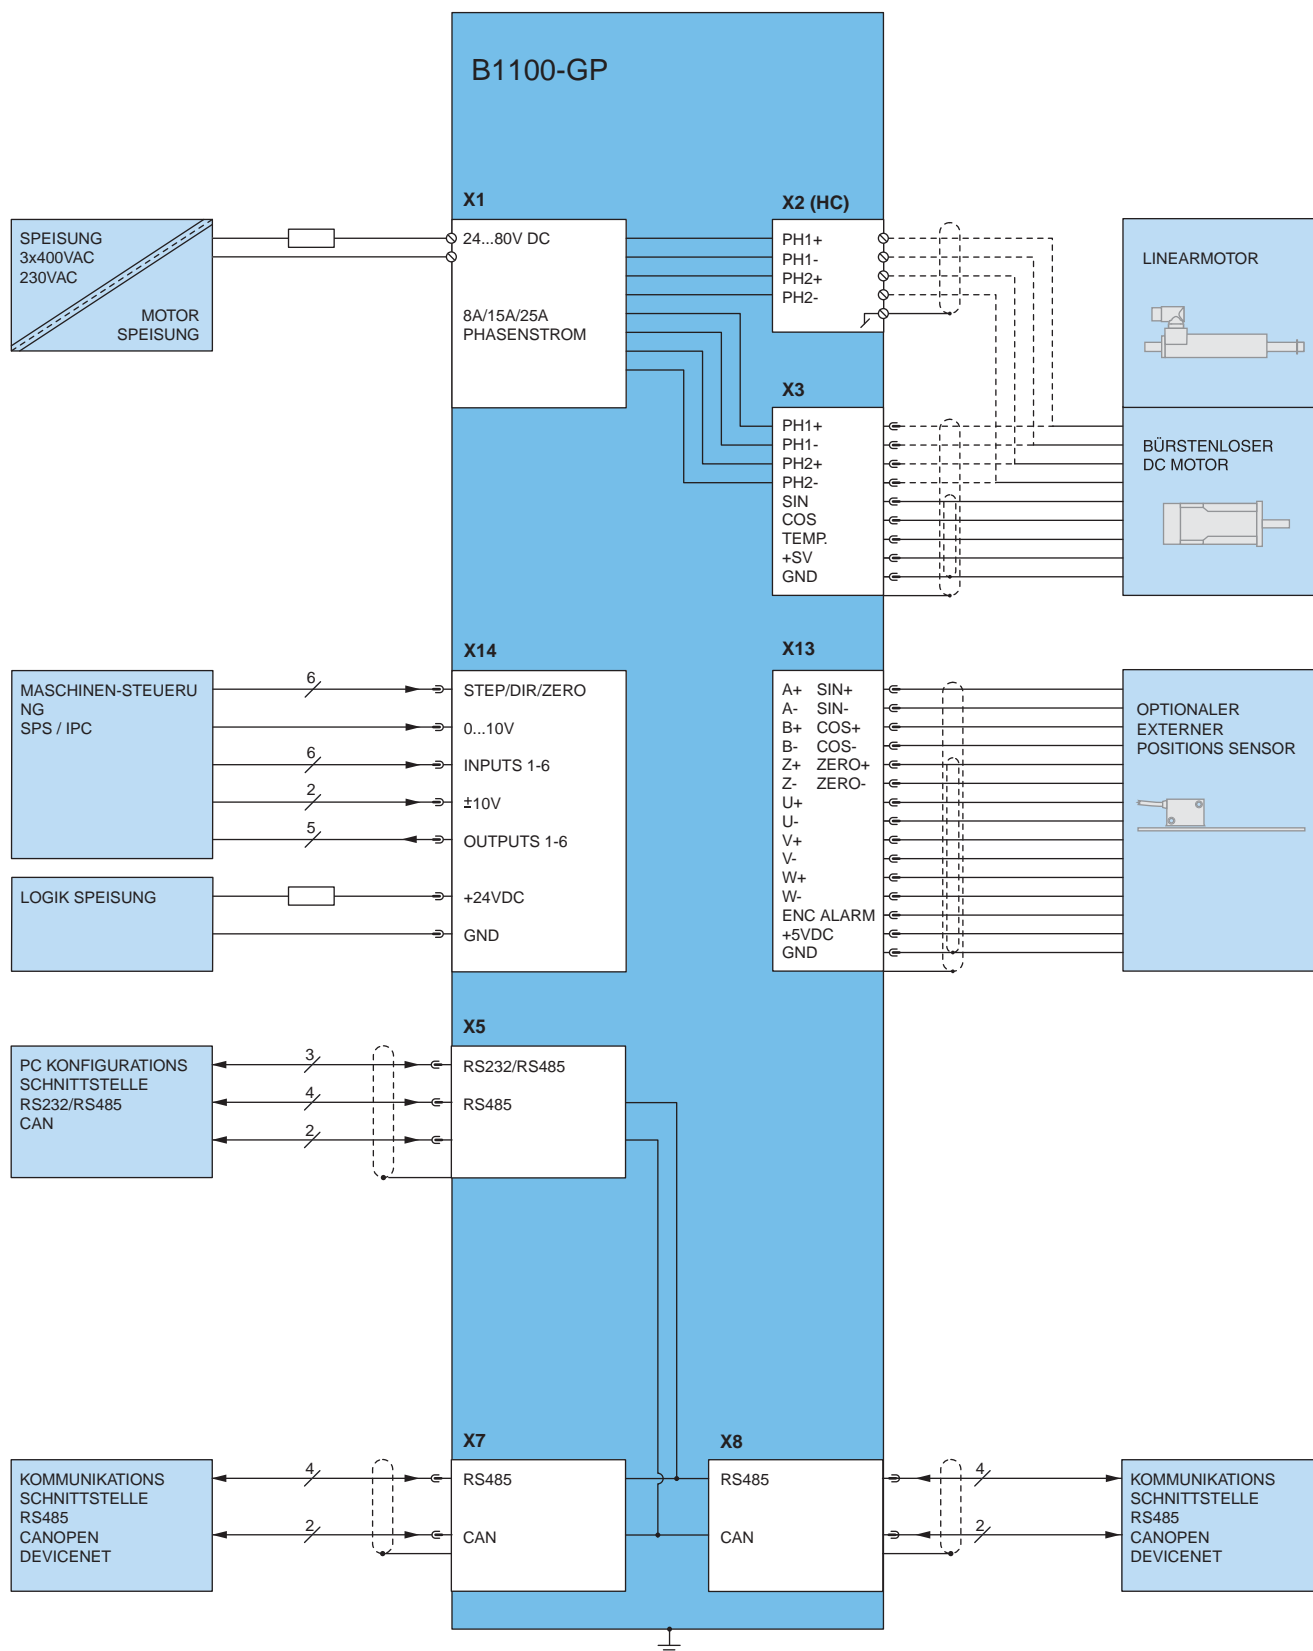 B1100-GP
X1
X2 (HC)
SPEISUNG
3x400VAC
230VAC
MOTOR
SPEISUNG
24...80V DC
8A/15A/25A
PHASENSTROM
PH1+
PH1-
PH2+
PH2-
LINEARMOTOR
X3
PH1+
PH1-
PH2+
PH2-
SIN
COS
TEMP.
+SV
GND
BÜRSTENLOSER
DC MOTOR
X14
X13
MASCHINEN-STEUERU
NG
SPS / IPC
6
6
2
5
STEP/DIR/ZERO
0...10V
INPUTS 1-6
±10V
OUTPUTS 1-6
LOGIK SPEISUNG
+24VDC
GND
A+ SIN+
A- SIN-
B+ COS+
B- COS-
Z+ ZERO+
Z- ZERO-
U+
U-
V+
V-
W+
W-
ENC ALARM
+5VDC
GND
OPTIONALER
EXTERNER
POSITIONS SENSOR
X5
PC KONFIGURATIONS
SCHNITTSTELLE
RS232/RS485
CAN
3
4
2
RS232/RS485
RS485
X7
X8
KOMMUNIKATIONS
SCHNITTSTELLE
RS485
CANOPEN
DEVICENET
4
2
RS485
CAN
RS485
CAN
4
2
KOMMUNIKATIONS
SCHNITTSTELLE
RS485
CANOPEN
DEVICENET